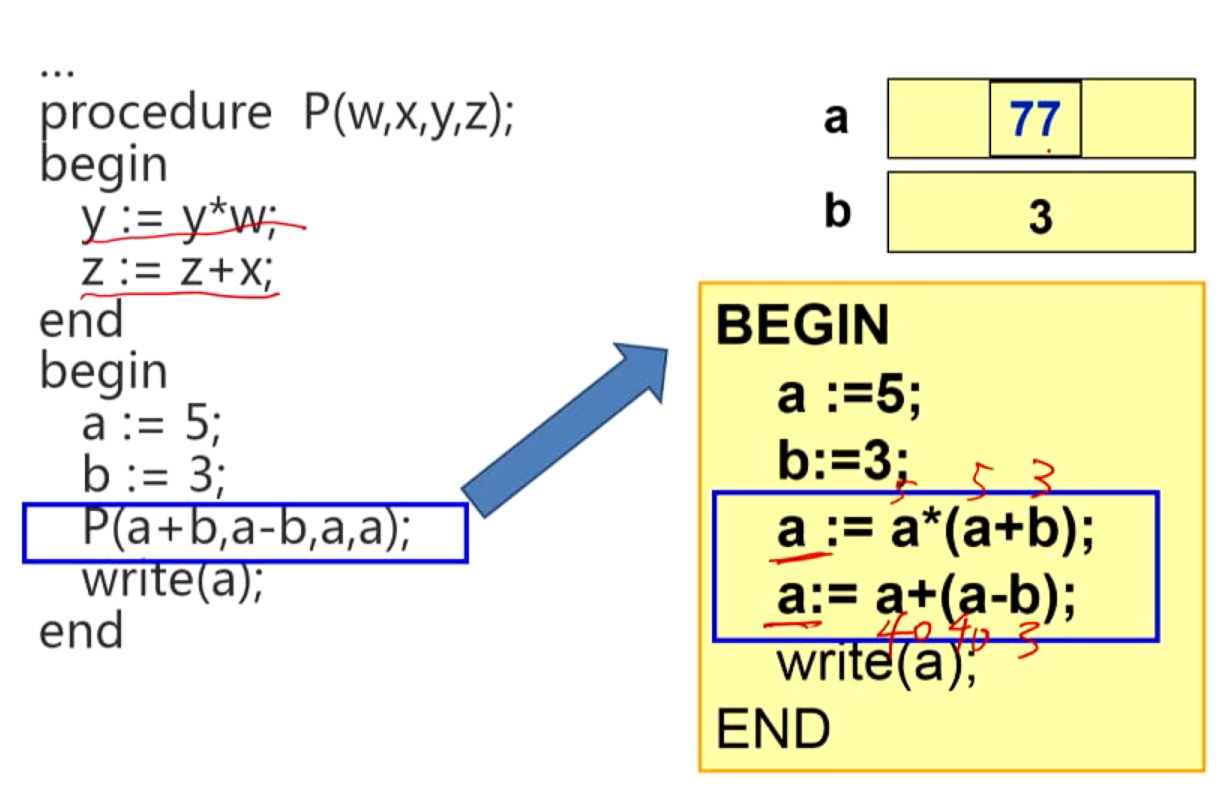 ...
procedure P(w,x,y,z);
begin
y := y*w;
z := z+x;
end
begin
a := 5;
b := 3;
P(a+b,a-b,a,a);
write(a);
end
a 77
b 3
BEGIN
a :=5;
b:=3;
5 5 3
a := a*(a+b);
a:= a+(a-b);
40 40 3
write(a);
END